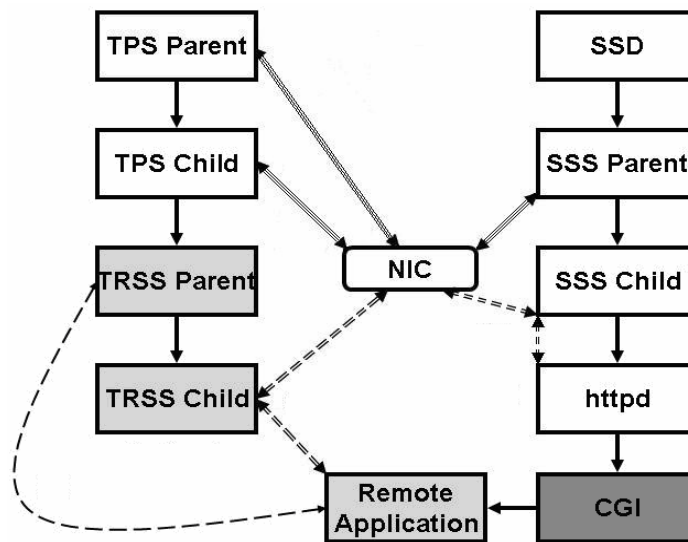 TPS Parent
SSD
TPS Child
SSS Parent
NIC
TRSS Parent
SSS Child
TRSS Child
httpd
Remote
Application
CGI